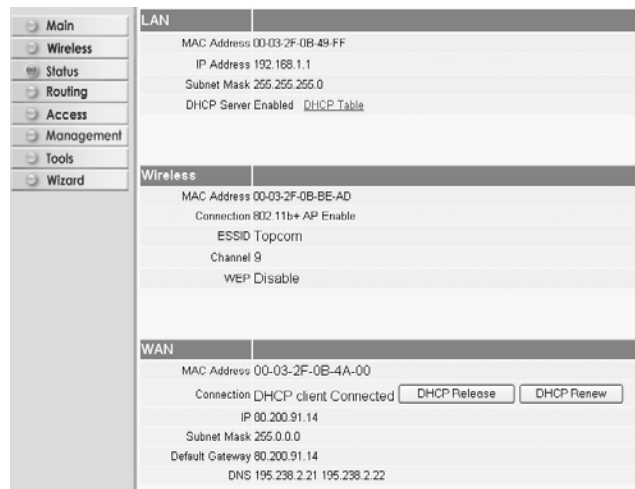 Main
Wireless
Status
Routing
Access
Management
Tools
Wizard
LAN
MAC Address 00-03-2F-0B-49-FF
IP Address 192.168.1.1
Subnet Mask 255.255.255.0
DHCP Server Enabled DHCP Table
Wireless
MAC Address 00-03-2F-0B-BE-AD
Connection 802.11b+ AP Enable
ESSID Topcom
Channel 9
WEP Disable
WAN
MAC Address 00-03-2F-0B-4A-00
Connection DHCP client Connected DHCP Release DHCP Renew
IP 80.200.91.14
Subnet Mask 255.0.0.0
Default Gateway 80.200.91.14
DNS 195.238.2.21 195.238.2.22